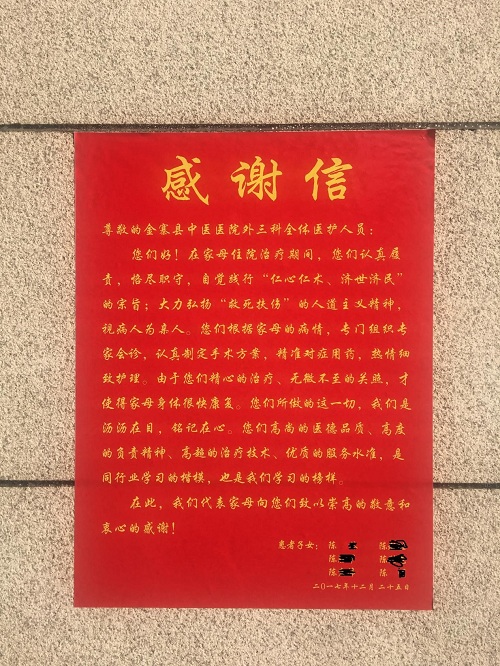 感谢信
尊敬的金寨县中医医院外三科全体医护人员：
您们好！在家母住院治疗期间，您们认真履
责，恪尽职守，自觉践行“仁心仁术、济世济民”
的宗旨；大力弘扬“救死扶伤”的人道主义精神，
视病人为亲人。您们根据家母的病情，专门组织专
家会诊，认真制定手术方案，精准对症用药，热情细
致护理。由于您们精心的治疗、无微不至的关照，才
使得家母身体很快康复。您们所做的这一切，我们是
历历在目，铭记在心。您们高尚的医德品质、高度
的负责精神、高超的治疗技术、优质的服务水准，是
同行业学习的楷模，也是我们学习的榜样。
在此，我们代表家母向您们致以崇高的敬意和
衷心的感谢！
患者子女：陈 陈
陈 陈
陈 陈
二〇一七年十二月二十五日